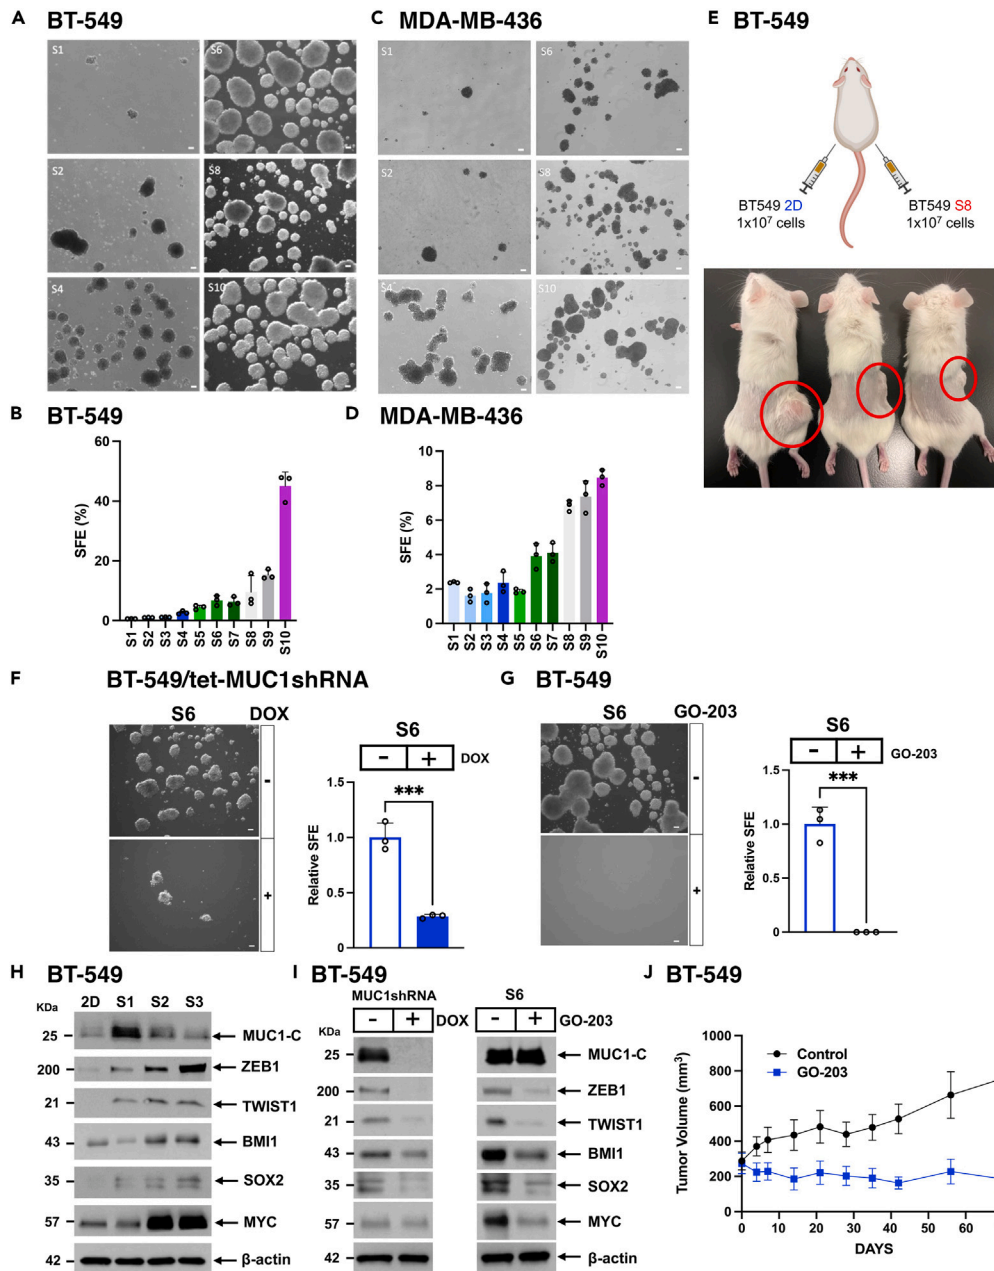 A BT-549
S1
S6
S2
S8
S4
S10
C MDA-MB-436
S1
S6
S2
S8
S4
S10
E BT-549
BT549 2D
1x10⁷ cells
BT549 S8
1x10⁷ cells
B BT-549
SFE (%)
60
40
20
0
S1 S2 S3 S4 S5 S6 S7 S8 S9 S10
D MDA-MB-436
SFE (%)
10
8
6
4
2
0
S1 S2 S3 S4 S5 S6 S7 S8 S9 S10
F BT-549/tet-MUC1shRNA
S6 DOX
-
+
S6
- + DOX
***
Relative SFE
1.5
1.0
0.5
0
G BT-549
S6 GO-203
-
+
S6
- +
GO-203
***
Relative SFE
1.5
1.0
0.5
0
H BT-549
KDa 2D S1 S2 S3
25 MUC1-C
200 ZEB1
21 TWIST1
43 BMI1
35 SOX2
57 MYC
42 β-actin
I BT-549
MUC1shRNA S6
KDa - + DOX - + GO-203
25 MUC1-C
200 ZEB1
21 TWIST1
43 BMI1
35 SOX2
57 MYC
42 β-actin
J BT-549
Tumor Volume (mm³)
1000
800
600
400
200
0
Control
GO-203
0 10 20 30 40 50 60
DAYS